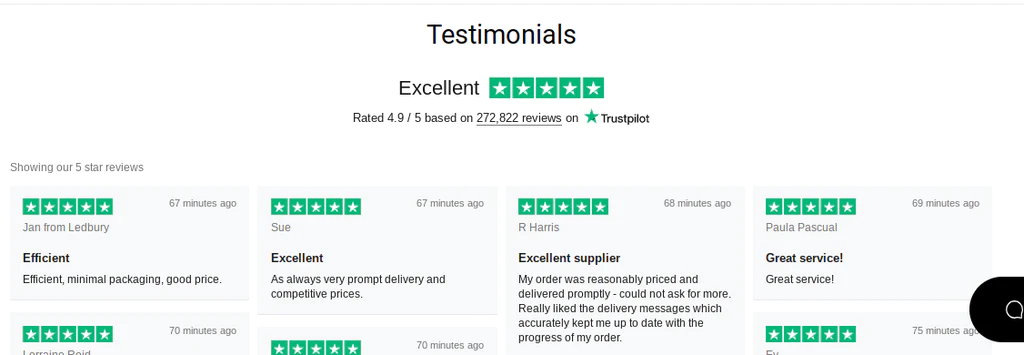 Testimonials
Excellent
Rated 4.9 / 5 based on 272,822 reviews on Trustpilot
Showing our 5 star reviews
67 minutes ago
Jan from Ledbury
Efficient
Efficient, minimal packaging, good price.
67 minutes ago
Sue
Excellent
As always very prompt delivery and
competitive prices.
68 minutes ago
R Harris
Excellent supplier
My order was reasonably priced and
delivered promptly - could not ask for more.
Really liked the delivery messages which
accurately kept me up to date with the
progress of my order.
69 minutes ago
Paula Pascual
Great service!
Great service!
70 minutes ago
Lorraine Reid
70 minutes ago
75 minutes ago